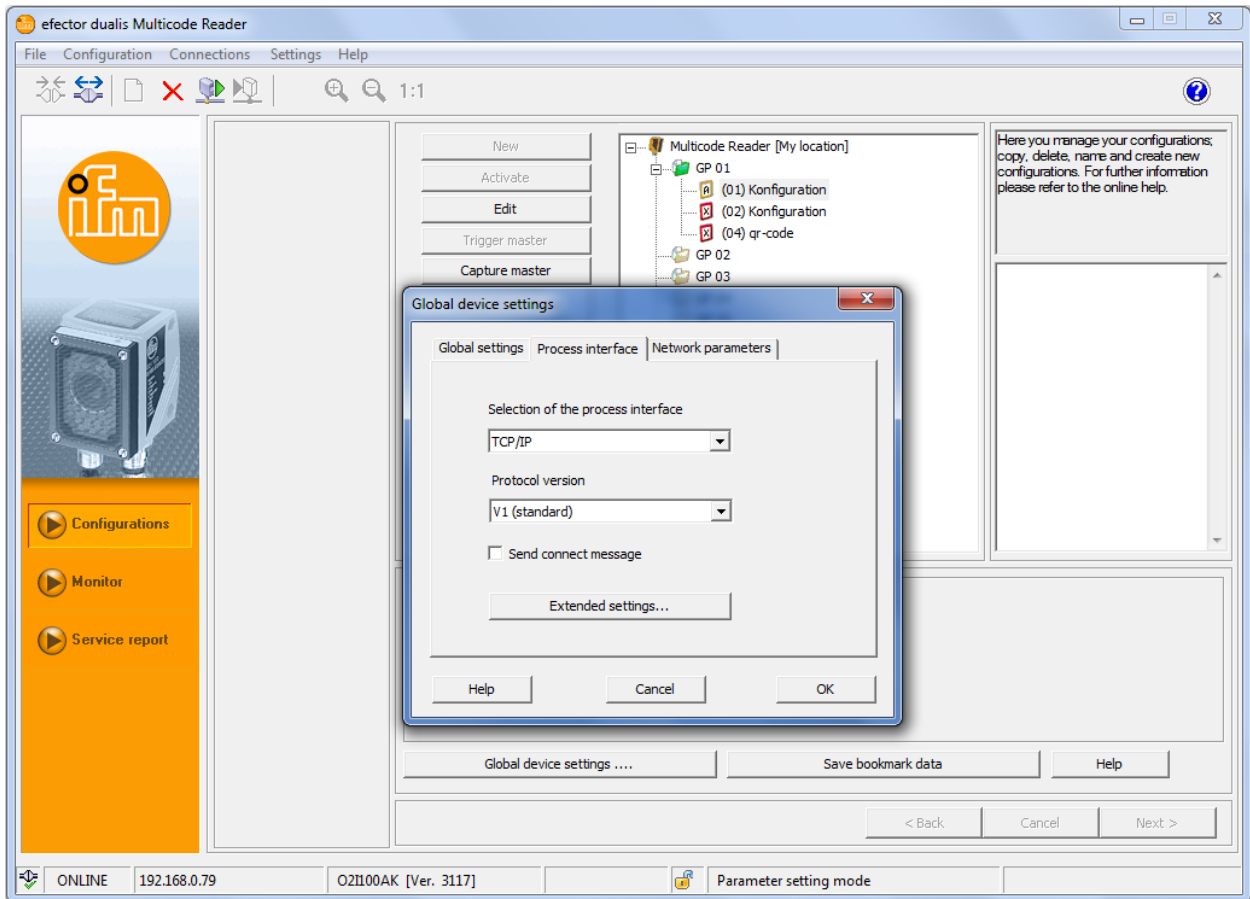 efector dualis Multicode Reader
File Configuration Connections Settings Help
1:1
ifm
New
Activate
Edit
Trigger master
Capture master
Multicode Reader [My location]
GP 01
(01) Konfiguration
(02) Konfiguration
(04) qr-code
GP 02
GP 03
Here you manage your configurations;
copy, delete, name and create new
configurations. For further information
please refer to the online help.
Global device settings
Global settings Process interface Network parameters
Selection of the process interface
TCP/IP
Protocol version
V1 (standard)
Send connect message
Extended settings...
Help Cancel OK
Configurations
Monitor
Service report
Global device settings .... Save bookmark data Help
< Back Cancel Next >
ONLINE 192.168.0.79 O2I100AK [Ver. 3117] Parameter setting mode